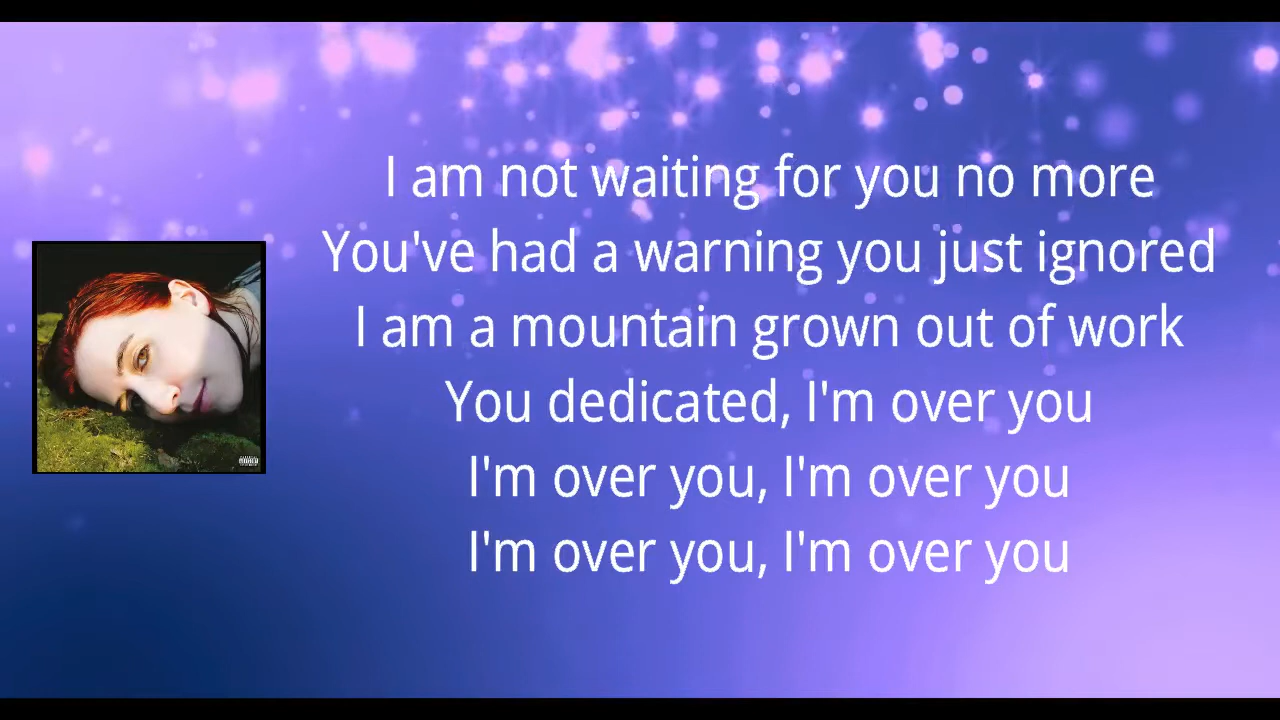 I am not waiting for you no more
You've had a warning you just ignored
I am a mountain grown out of work
You dedicated, I'm over you
I'm over you, I'm over you
I'm over you, I'm over you